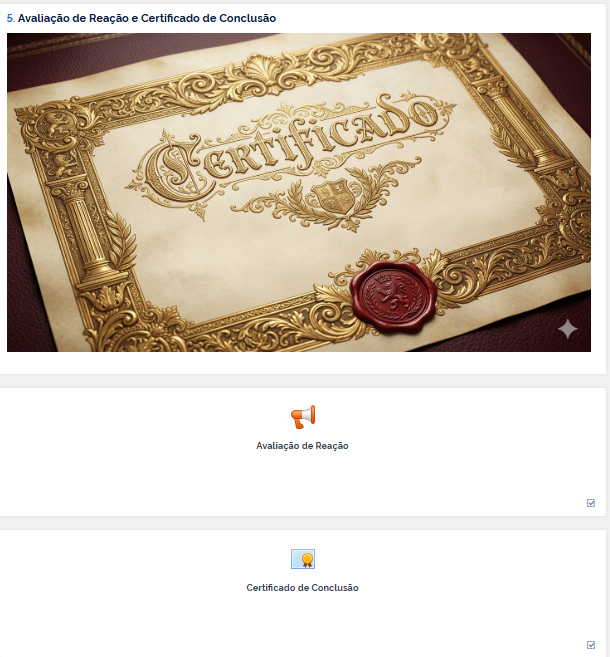 5. Avaliação de Reação e Certificado de Conclusão
Certificado
Avaliação de Reação
Certificado de Conclusão